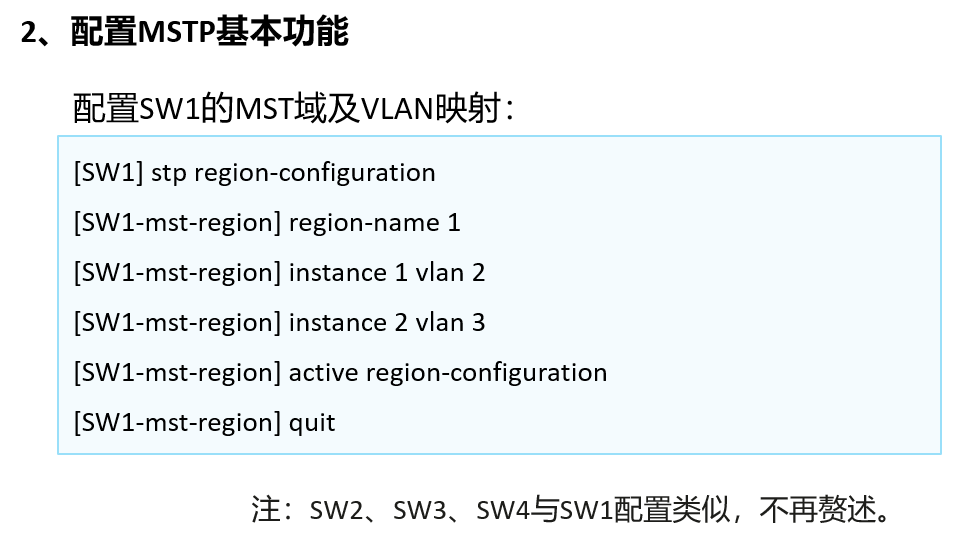 2、配置MSTP基本功能
配置SW1的MST域及VLAN映射：
[SW1] stp region-configuration
[SW1-mst-region] region-name 1
[SW1-mst-region] instance 1 vlan 2
[SW1-mst-region] instance 2 vlan 3
[SW1-mst-region] active region-configuration
[SW1-mst-region] quit
注：SW2、SW3、SW4与SW1配置类似，不再赘述。